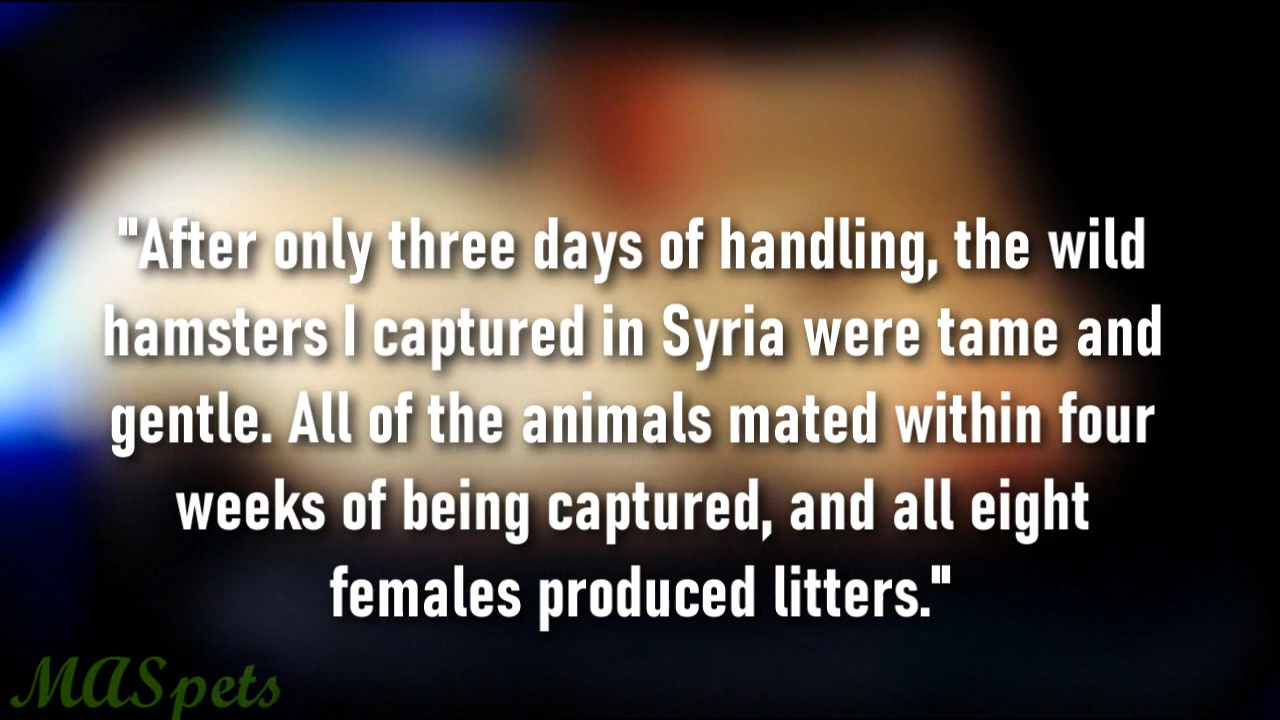 "After only three days of handling, the wild
hamsters I captured in Syria were tame and
gentle. All of the animals mated within four
weeks of being captured, and all eight
females produced litters."
MASpets